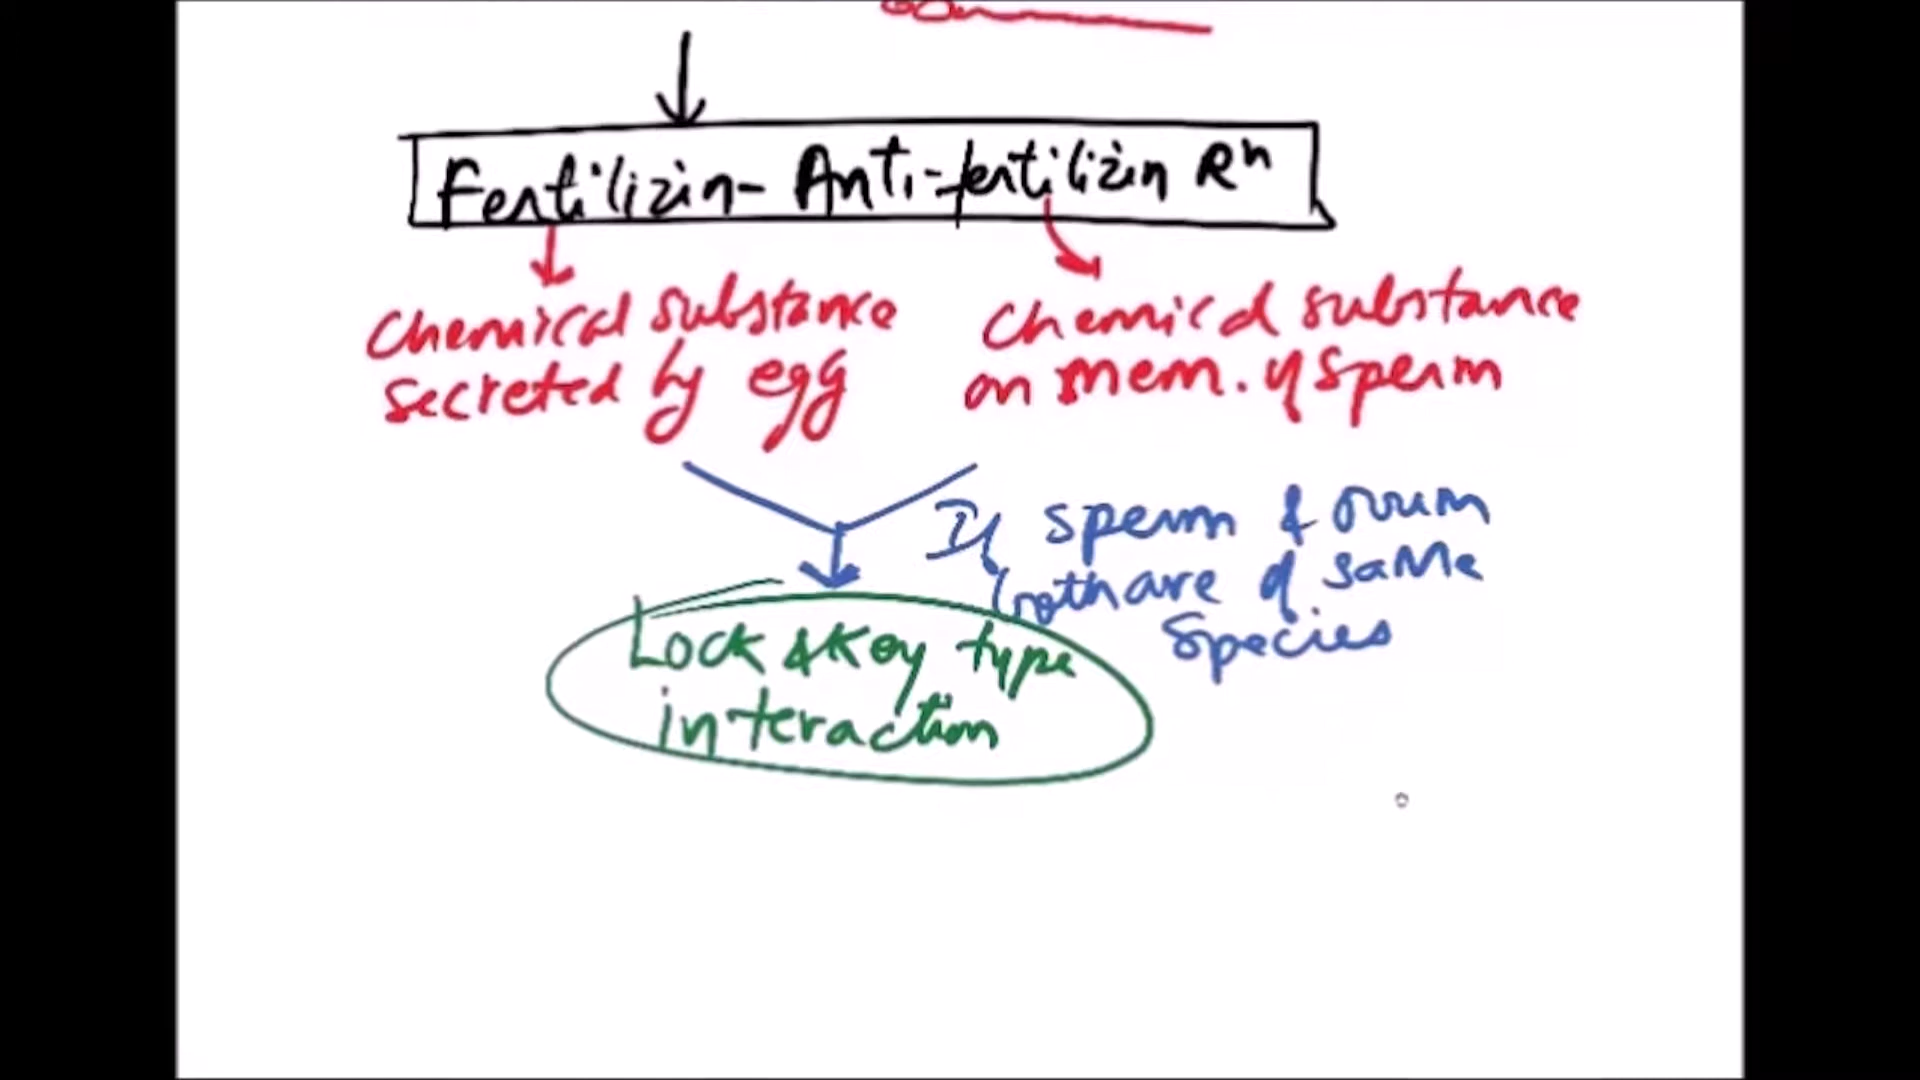 Fertilizin- Anti-fertilizin Rⁿ
Chemical substance
secreted by egg
Chemical substance
on mem. of sperm
If sperm & ovum
both are of same
species
Lock & Key type
interaction